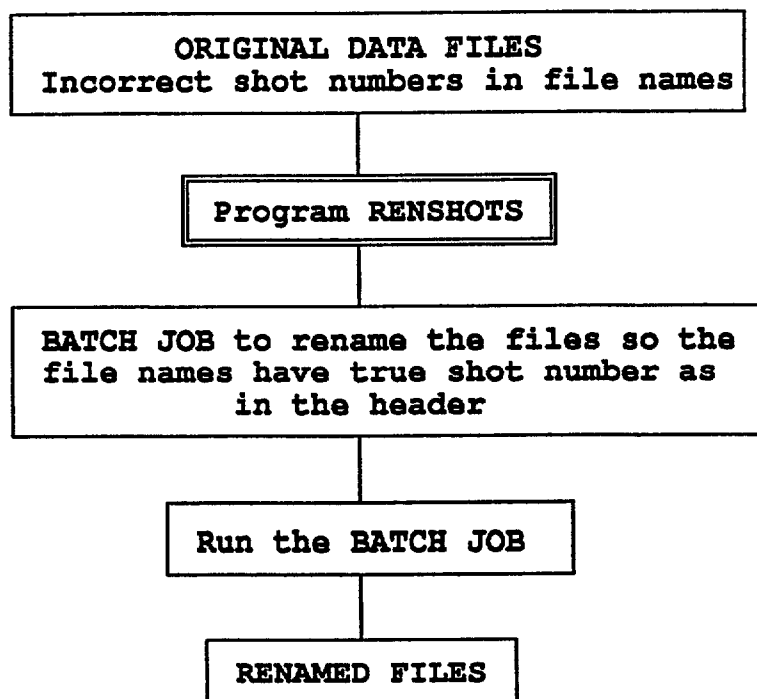 ORIGINAL DATA FILES
Incorrect shot numbers in file names
Program RENSHOTS
BATCH JOB to rename the files so the
file names have true shot number as
in the header
Run the BATCH JOB
RENAMED FILES